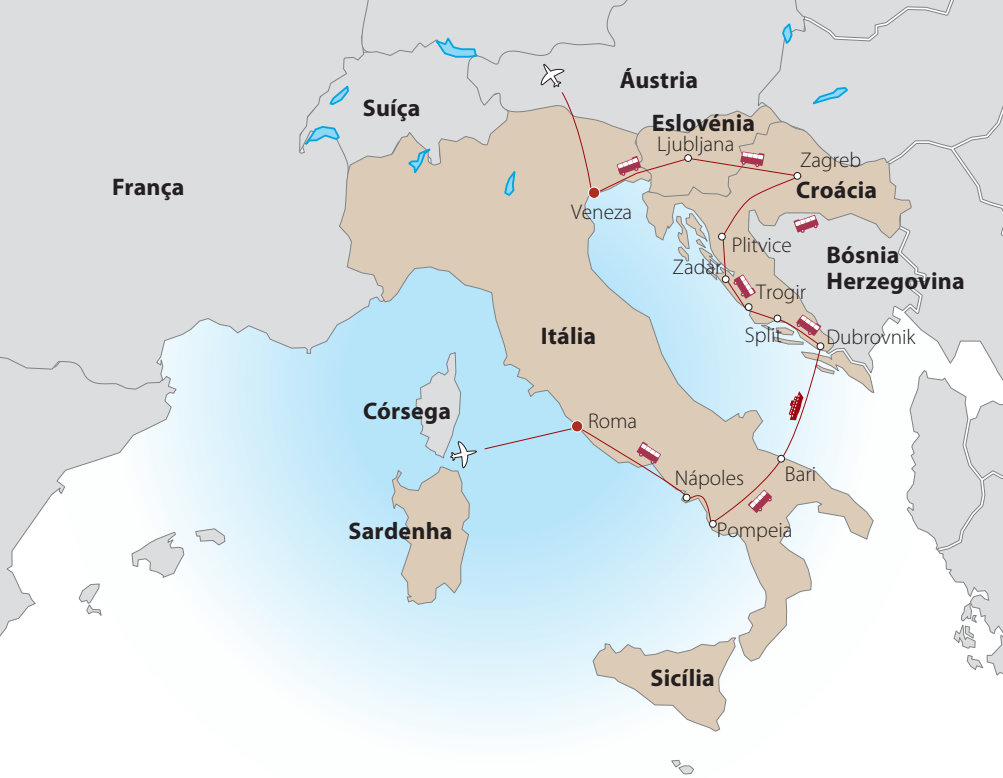 Áustria
Suíça
Eslovénia
Ljubljana
Zagreb
França
Croácia
Veneza
Plitvice
Bósnia
Herzegovina
Zadar
Trogir
Itália
Split
Dubrovnik
Córsega
Roma
Nápoles
Bari
Sardenha
Pompeia
Sicília